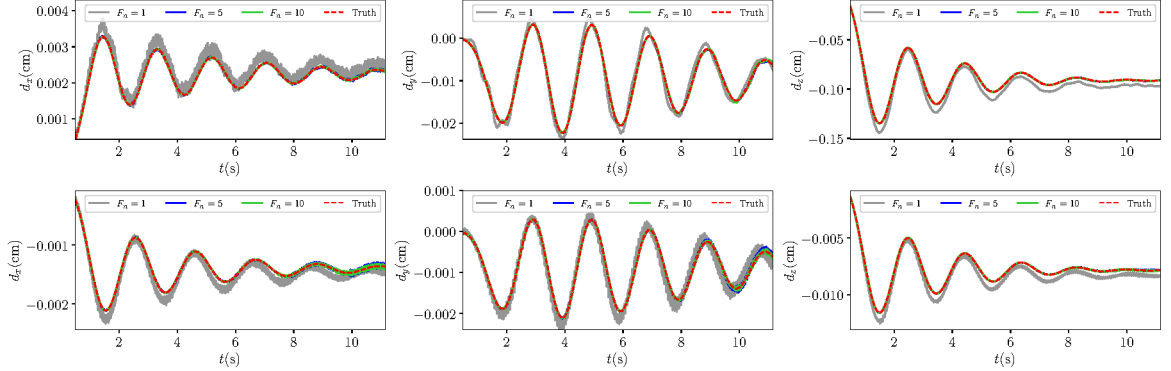 d_x(cm)
0.004
0.003
0.002
0.001
F_n = 1 F_n = 5 F_n = 10 Truth
2 4 6 8 10
t(s)
d_y(cm)
0.00
−0.01
−0.02
F_n = 1 F_n = 5 F_n = 10 Truth
2 4 6 8 10
t(s)
d_z(cm)
−0.05
−0.10
−0.15
F_n = 1 F_n = 5 F_n = 10 Truth
2 4 6 8 10
t(s)
d_x(cm)
−0.001
−0.002
F_n = 1 F_n = 5 F_n = 10 Truth
2 4 6 8 10
t(s)
d_y(cm)
0.001
0.000
−0.001
−0.002
F_n = 1 F_n = 5 F_n = 10 Truth
2 4 6 8 10
t(s)
d_z(cm)
−0.005
−0.010
F_n = 1 F_n = 5 F_n = 10 Truth
2 4 6 8 10
t(s)